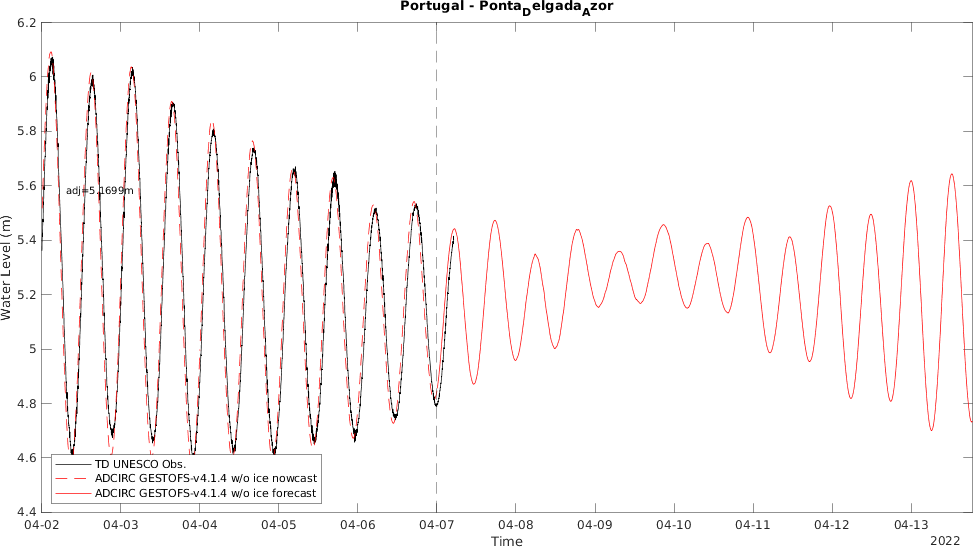 Portugal - PontaDelgadaAzor
6.2
6
5.8
5.6
5.4
5.2
5
4.8
4.6
4.4
Water Level (m)
adj=5.1699m
TD UNESCO Obs.
ADCIRC GESTOFS-v4.1.4 w/o ice nowcast
ADCIRC GESTOFS-v4.1.4 w/o ice forecast
04-02 04-03 04-04 04-05 04-06 04-07 04-08 04-09 04-10 04-11 04-12 04-13
Time
2022